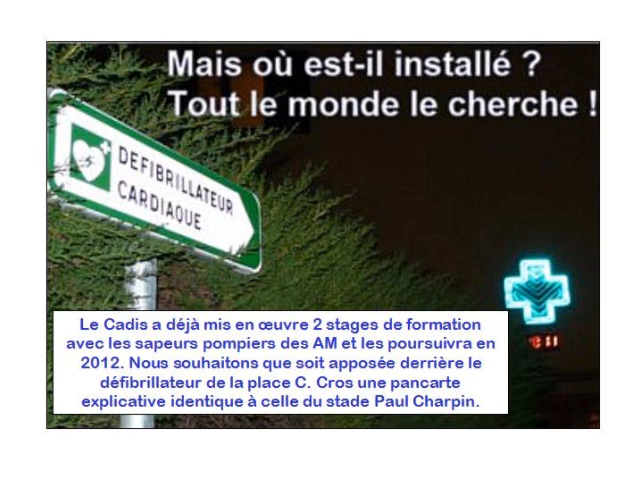 Mais où est-il installé ?
Tout le monde le cherche !
DEFIBRILLATEUR
CARDIAQUE
Le Cadis a déjà mis en œuvre 2 stages de formation
avec les sapeurs pompiers des AM et les poursuivra en
2012. Nous souhaitons que soit apposée derrière le
défibrillateur de la place C. Cros une pancarte
explicative identique à celle du stade Paul Charpin.